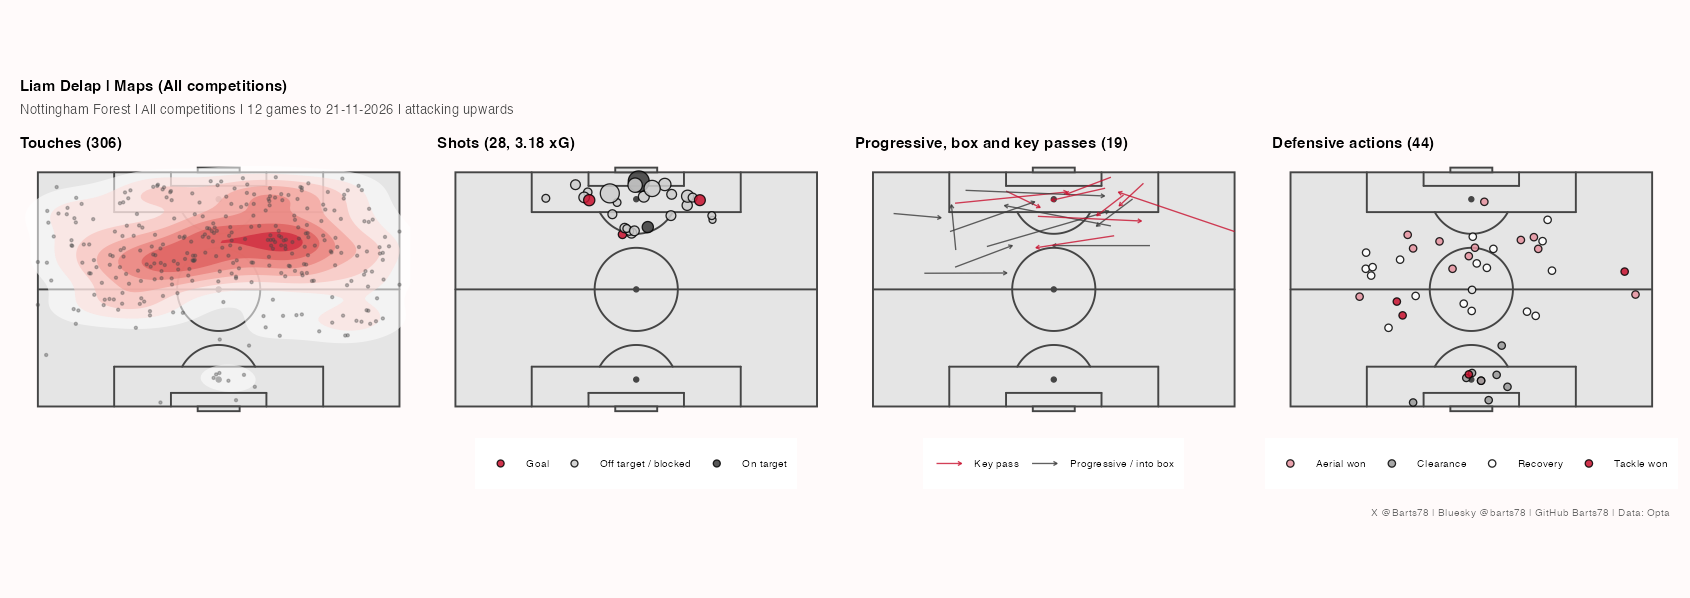 Liam Delap | Maps (All competitions)
Nottingham Forest | All competitions | 12 games to 21-11-2026 | attacking upwards
Touches (306)
Shots (28, 3.18 xG)
Progressive, box and key passes (19)
Defensive actions (44)
Goal
Off target / blocked
On target
Key pass
Progressive / into box
Aerial won
Clearance
Recovery
Tackle won
X @Barts78 | Bluesky @barts78 | GitHub Barts78 | Data: Opta